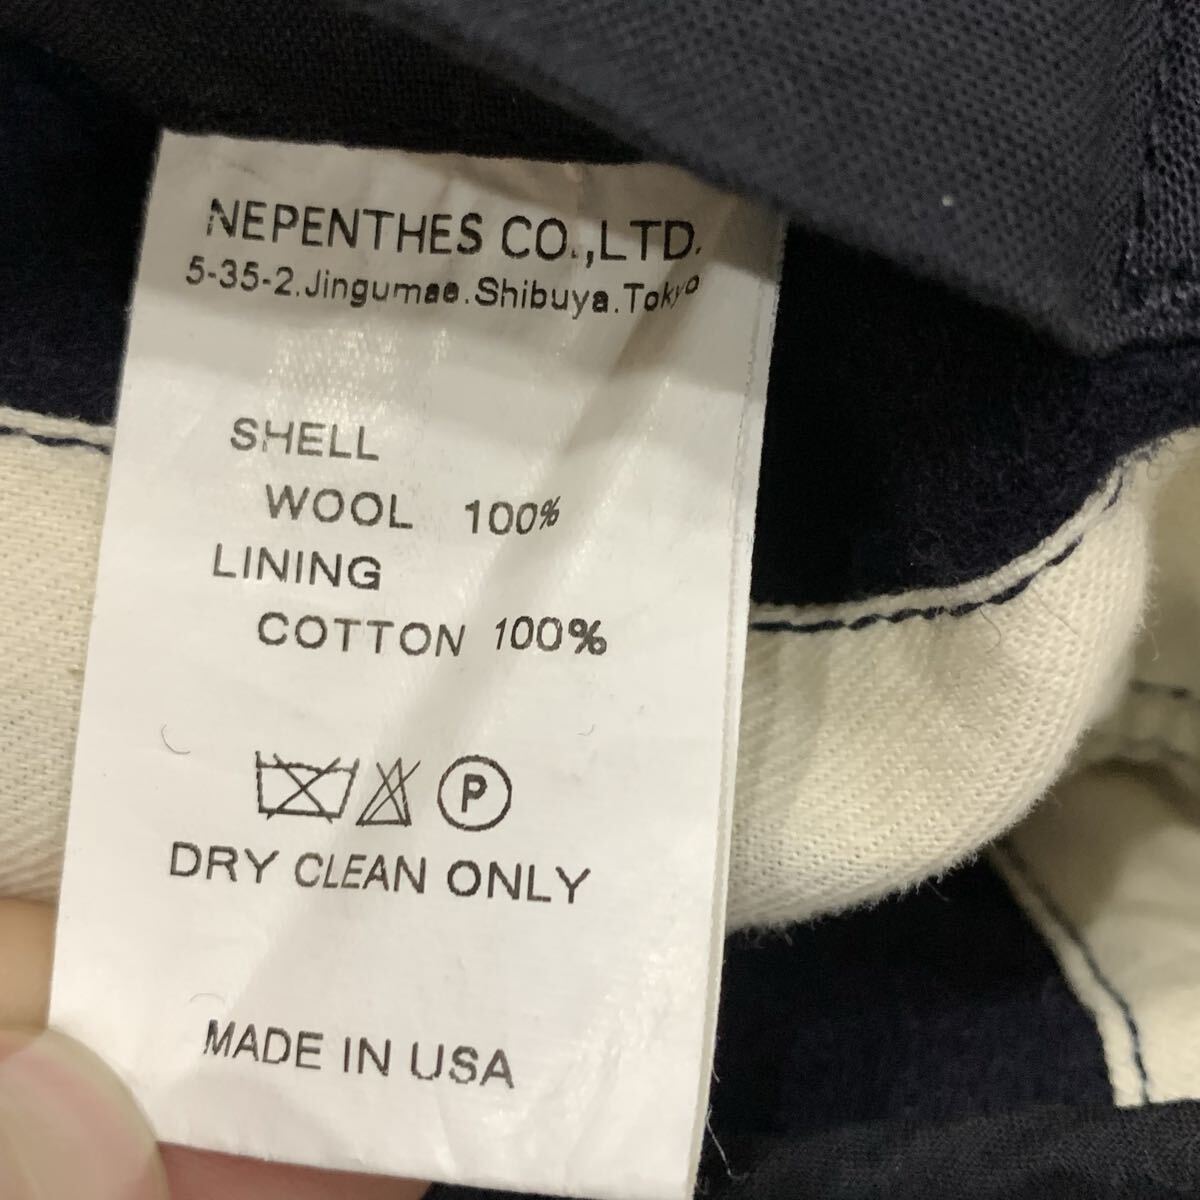 NEPENTHES CO.,LTD.
5-35-2.Jingumae.Shibuya.Tokyo
SHELL
WOOL 100%
LINING
COTTON 100%
P
DRY CLEAN ONLY
MADE IN USA